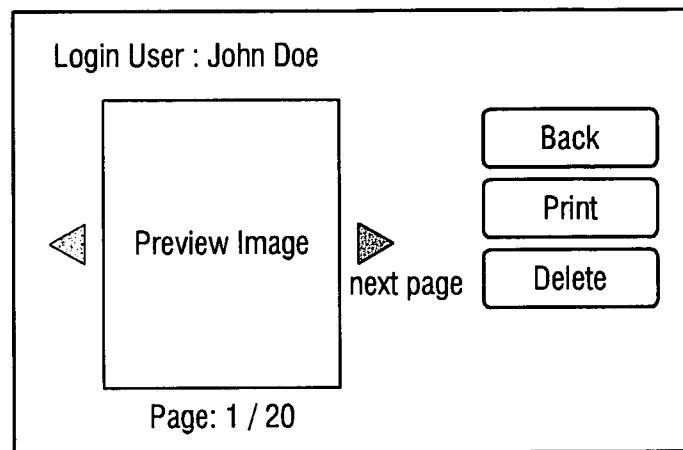 Login User : John Doe
Preview Image
next page
Page: 1 / 20
Back
Print
Delete